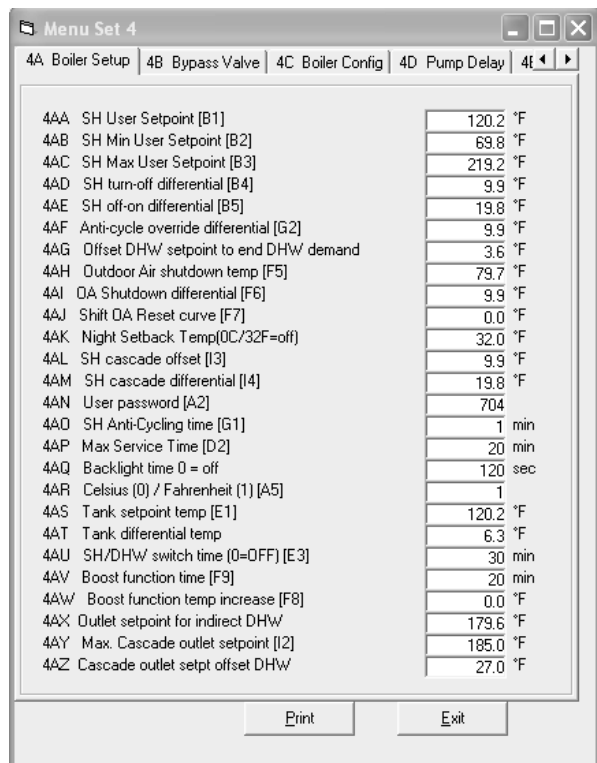 Menu Set 4
4A Boiler Setup 4B Bypass Valve 4C Boiler Config 4D Pump Delay
4AA SH User Setpoint [B1] 120.2 °F
4AB SH Min User Setpoint [B2] 69.8 °F
4AC SH Max User Setpoint [B3] 219.2 °F
4AD SH turn-off differential [B4] 9.9 °F
4AE SH off-on differential [B5] 19.8 °F
4AF Anti-cycle override differential [G2] 9.9 °F
4AG Offset DHW setpoint to end DHW demand 3.6 °F
4AH Outdoor Air shutdown temp [F5] 79.7 °F
4AI OA Shutdown differential [F6] 9.9 °F
4AJ Shift OA Reset curve [F7] 0.0 °F
4AK Night Setback Temp(0C/32F=off) 32.0 °F
4AL SH cascade offset [I3] 9.9 °F
4AM SH cascade differential [I4] 19.8 °F
4AN User password [A2] 704
4AO SH Anti-Cycling time [G1] 1 min
4AP Max Service Time [D2] 20 min
4AQ Backlight time 0 = off 120 sec
4AR Celsius (0) / Fahrenheit (1) [A5] 1
4AS Tank setpoint temp [E1] 120.2 °F
4AT Tank differential temp 6.3 °F
4AU SH/DHW switch time (0=OFF) [E3] 30 min
4AV Boost function time [F9] 20 min
4AW Boost function temp increase [F8] 0.0 °F
4AX Outlet setpoint for indirect DHW 179.6 °F
4AY Max. Cascade outlet setpoint [I2] 185.0 °F
4AZ Cascade outlet setpt offset DHW 27.0 °F
Print Exit